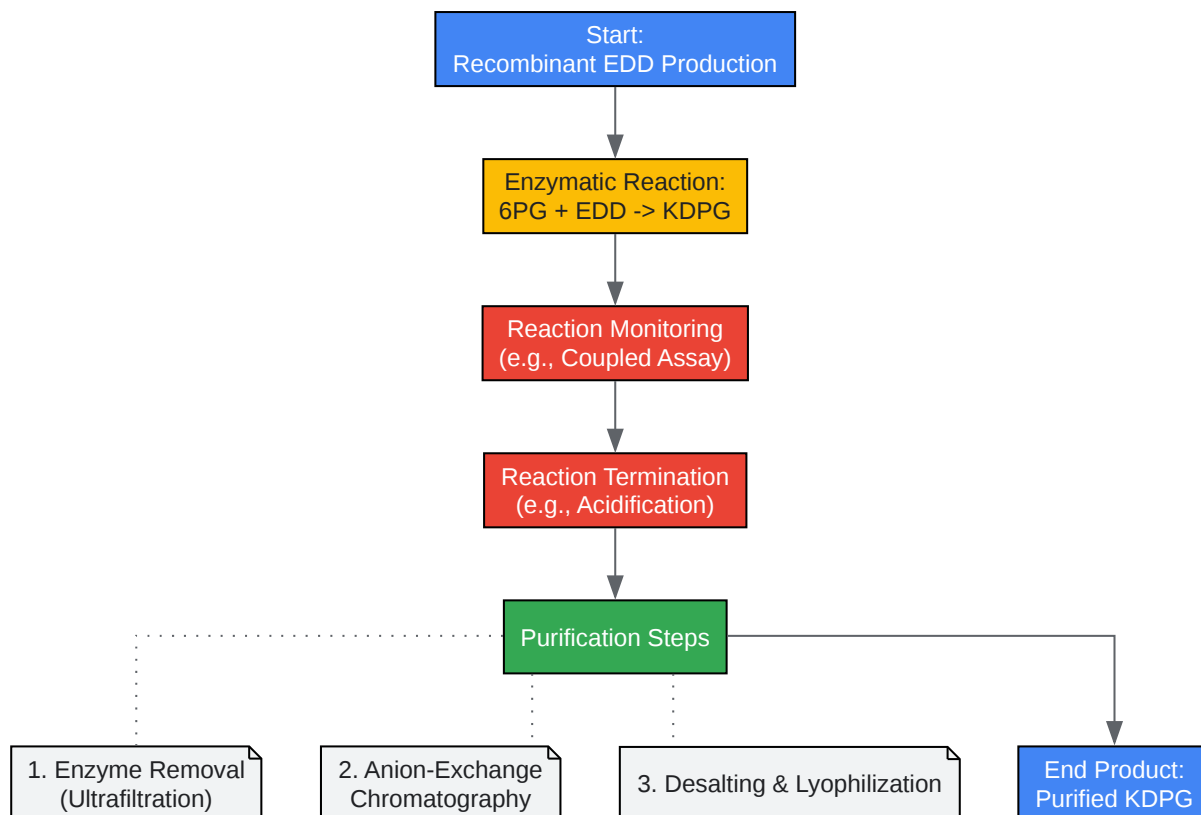 Start:
Recombinant EDD Production
Enzymatic Reaction:
6PG + EDD -> KDPG
Reaction Monitoring
(e.g., Coupled Assay)
Reaction Termination
(e.g., Acidification)
Purification Steps
1. Enzyme Removal
(Ultrafiltration)
2. Anion-Exchange
Chromatography
3. Desalting & Lyophilization
End Product:
Purified KDPG